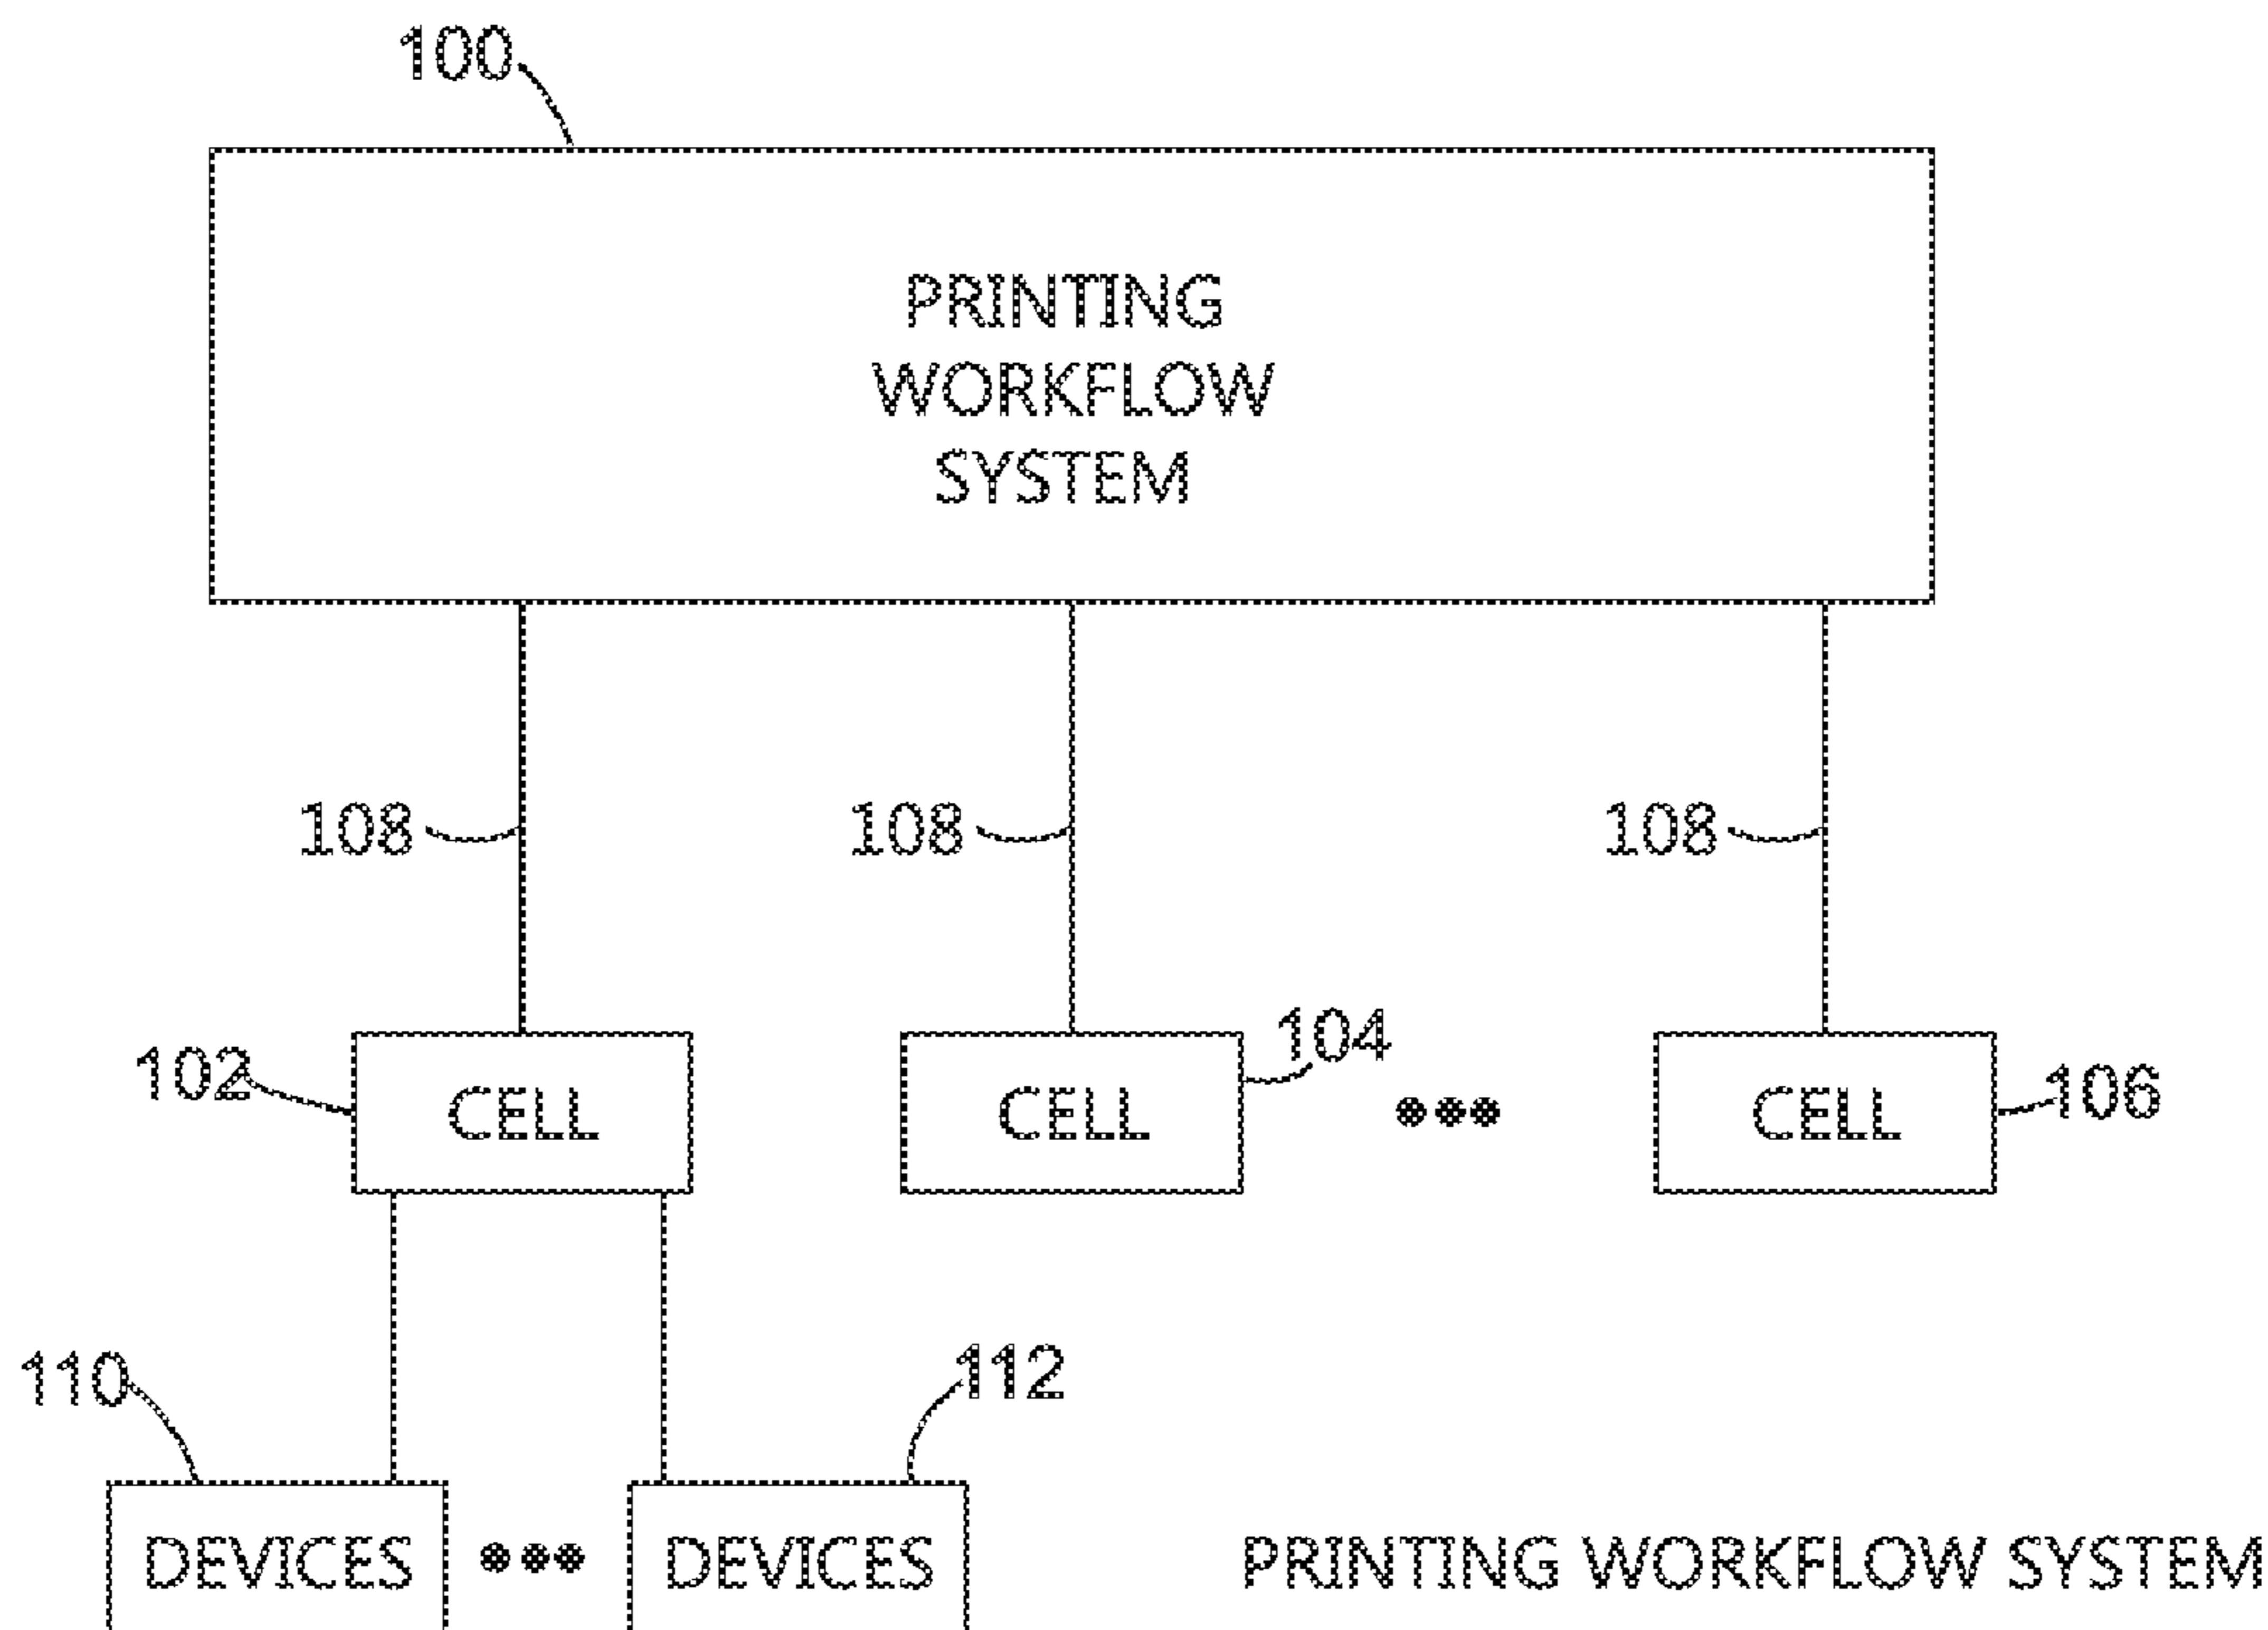 100
PRINTING
WORKFLOW
SYSTEM
108 108 108
102 CELL 104 CELL 106
CELL
110 112
DEVICES DEVICES PRINTING WORKFLOW SYSTEM